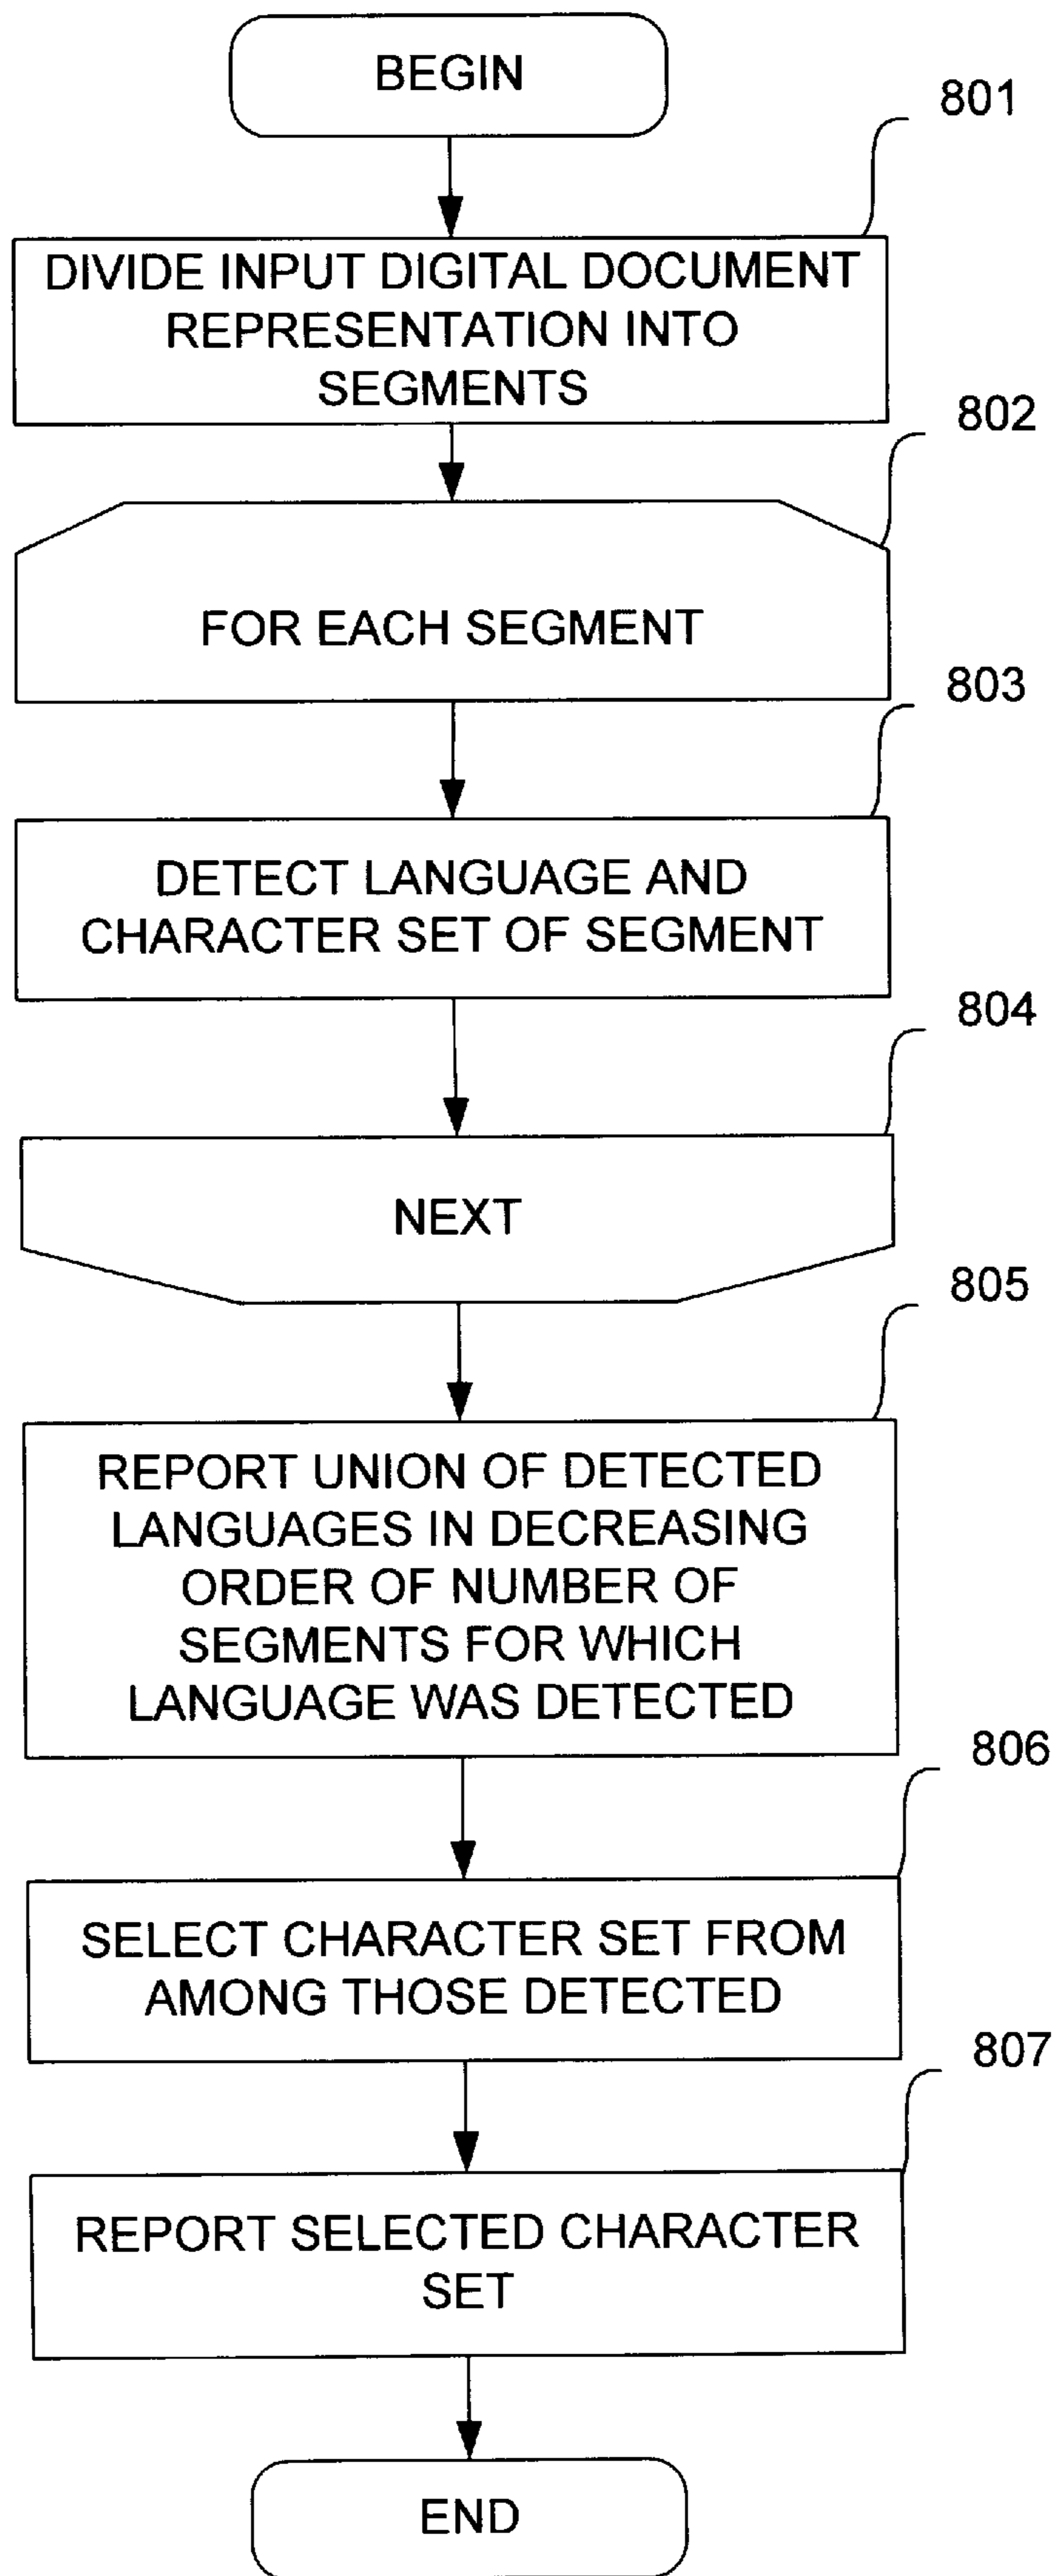 BEGIN
801
DIVIDE INPUT DIGITAL DOCUMENT
REPRESENTATION INTO
SEGMENTS
802
FOR EACH SEGMENT
803
DETECT LANGUAGE AND
CHARACTER SET OF SEGMENT
804
NEXT
805
REPORT UNION OF DETECTED
LANGUAGES IN DECREASING
ORDER OF NUMBER OF
SEGMENTS FOR WHICH
LANGUAGE WAS DETECTED
806
SELECT CHARACTER SET FROM
AMONG THOSE DETECTED
807
REPORT SELECTED CHARACTER
SET
END